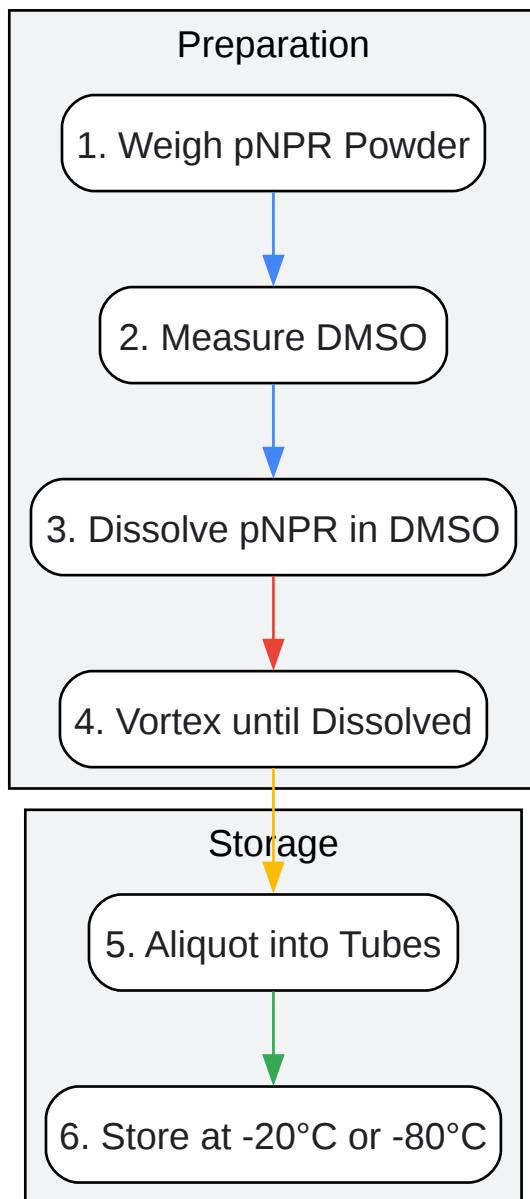 Preparation
1. Weigh pNPR Powder
2. Measure DMSO
3. Dissolve pNPR in DMSO
4. Vortex until Dissolved
Storage
5. Aliquot into Tubes
6. Store at -20°C or -80°C